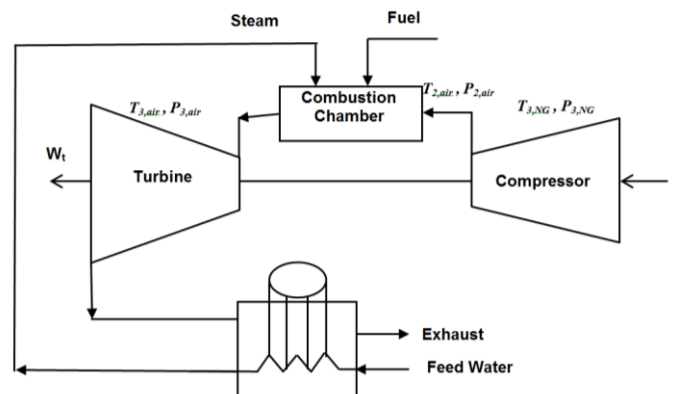 Steam
Fuel
T2,air, P2,air
T3,air, P3,air
Combustion
Chamber
T3,NG, P3,NG
Wt
Turbine
Compressor
Exhaust
Feed Water